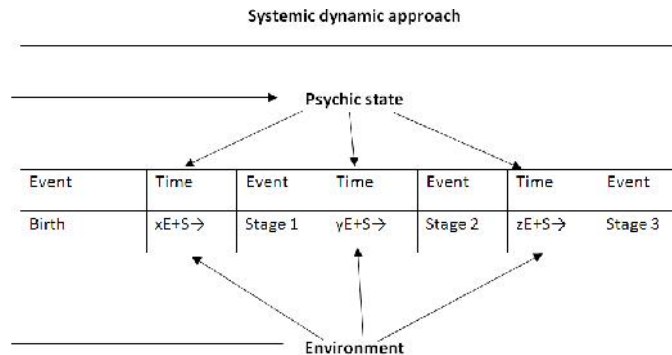 Systemic dynamic approach
Psychic state
Event Time Event Time Event Time Event
Birth xE+S→ Stage 1 yE+S→ Stage 2 zE+S→ Stage 3
Environment